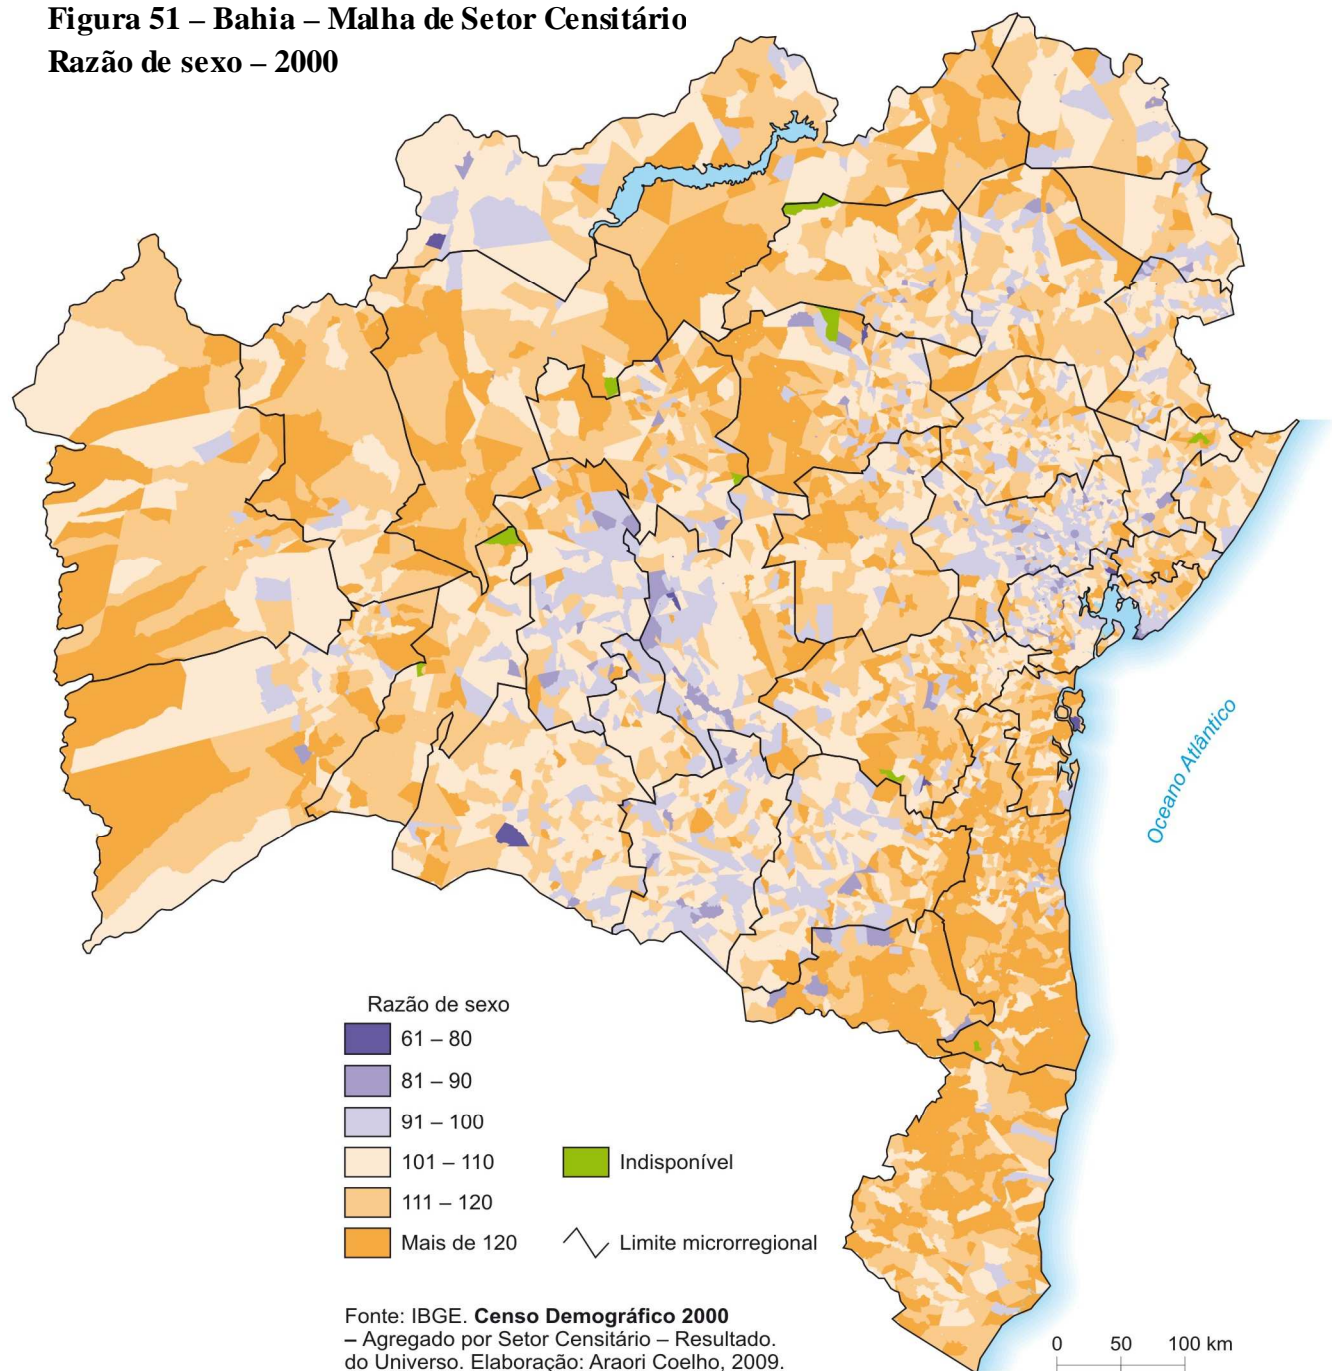 Figura 51 – Bahia – Malha de Setor Censitário
Razão de sexo – 2000
Oceano Atlântico
Razão de sexo
61 – 80
81 – 90
91 – 100
101 – 110
Indisponível
111 – 120
Mais de 120
Limite microrregional
Fonte: IBGE. Censo Demográfico 2000
– Agregado por Setor Censitário – Resultado.
do Universo. Elaboração: Araori Coelho, 2009.
0 50 100 km